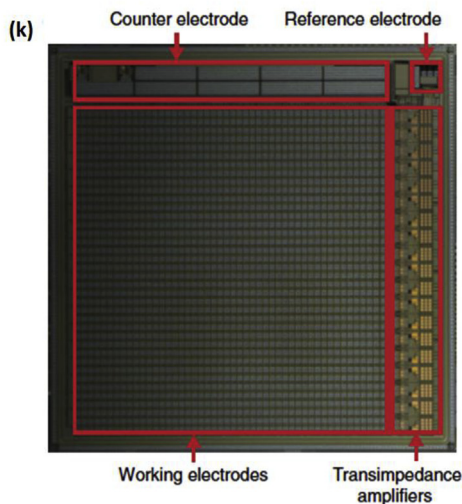 (k)
Counter electrode
Reference electrode
Working electrodes
Transimpedance
amplifiers